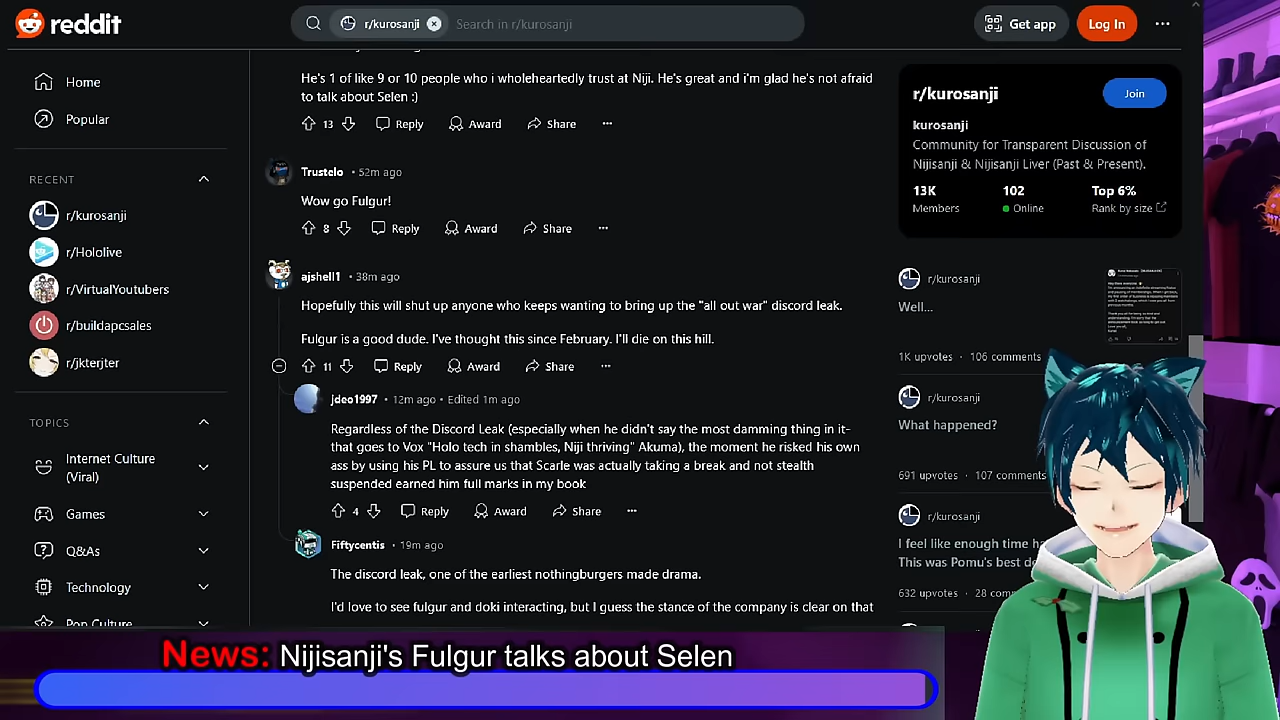 reddit
r/kurosanji
Search in r/kurosanji
Get app
Log In
Home
Popular
RECENT
r/kurosanji
r/Hololive
r/VirtualYoutubers
r/buildapcsales
r/jkterjter
TOPICS
Internet Culture
(Viral)
Games
Q&As
Technology
Pop Culture
He's 1 of like 9 or 10 people who i wholeheartedly trust at Niji. He's great and i'm glad he's not afraid
to talk about Selen :)
13 Reply Award Share
Trustelo • 52m ago
Wow go Fulgur!
8 Reply Award Share
ajshell1 • 38m ago
Hopefully this will shut up everyone who keeps wanting to bring up the "all out war" discord leak.
Fulgur is a good dude. I've thought this since February. I'll die on this hill.
11 Reply Award Share
jdeo1997 • 12m ago • Edited 1m ago
Regardless of the Discord Leak (especially when he didn't say the most damming thing in it-
that goes to Vox "Holo tech in shambles, Niji thriving" Akuma), the moment he risked his own
ass by using his PL to assure us that Scarle was actually taking a break and not stealth
suspended earned him full marks in my book
4 Reply Award Share
Fiftycentis • 19m ago
The discord leak, one of the earliest nothingburgers made drama.
I'd love to see fulgur and doki interacting, but I guess the stance of the company is clear on that
r/kurosanji
Join
kurosanji
Community for Transparent Discussion of
Nijisanji & Nijisanji Liver (Past & Present).
13K 102 Top 6%
Members Online Rank by size
r/kurosanji
Well...
1K upvotes • 106 comments
r/kurosanji
What happened?
691 upvotes • 107 comments
r/kurosanji
I feel like enough time
This was Pomu's best
632 upvotes • 28
News: Nijisanji's Fulgur talks about Selen